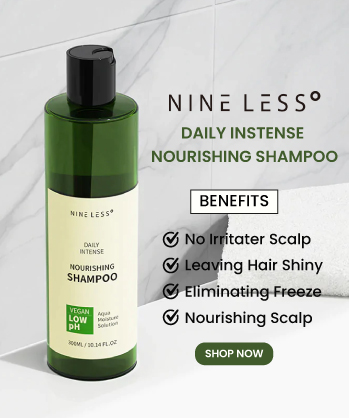 NINE LESS°
DAILY INSTENSE
NOURISHING SHAMPOO
BENEFITS
No Irritater Scalp
Leaving Hair Shiny
Eliminating Freeze
Nourishing Scalp
SHOP NOW
NINE LESS°
DAILY
INTENSE
NOURISHING
SHAMPOO
VEGAN
LOW
pH
Aqua
Moisture
Solution
300ML / 10.14 FL.OZ